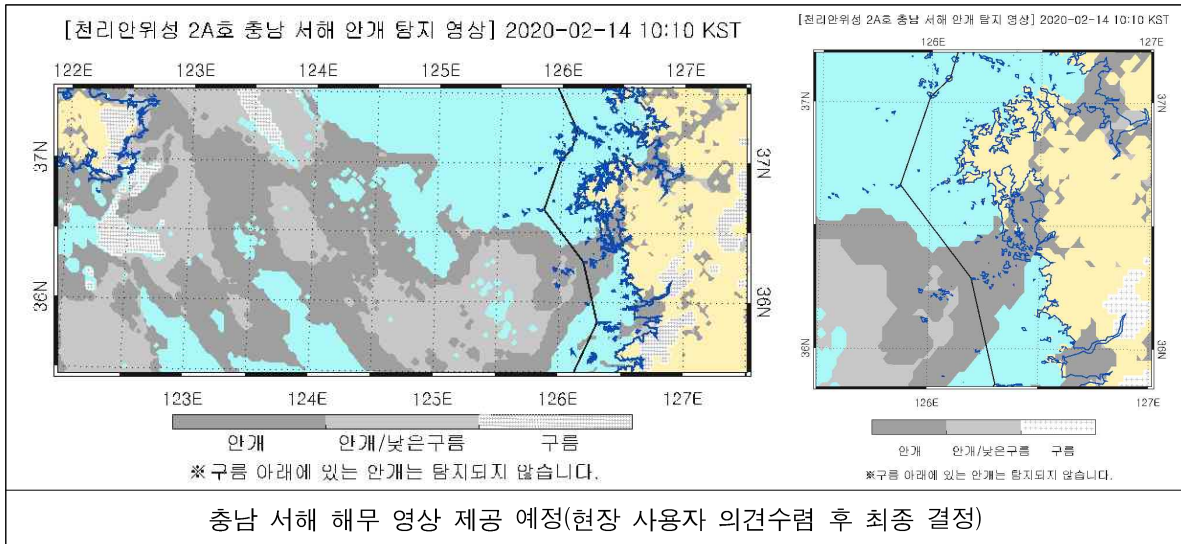 [천리안위성 2A호 충남 서해 안개 탐지 영상] 2020-02-14 10:10 KST
122E 123E 124E 125E 126E 127E
37N 37N
36N 36N
123E 124E 125E 126E 127E
안개 안개/낮은구름 구름
※구름 아래에 있는 안개는 탐지되지 않습니다.
[천리안위성 2A호 충남 서해 안개 탐지 영상] 2020-02-14 10:10 KST
126E 127E
37N 37N
36N 36N
126E 127E
안개 안개/낮은구름 구름
※구름 아래에 있는 안개는 탐지되지 않습니다.
충남 서해 해무 영상 제공 예정(현장 사용자 의견수렴 후 최종 결정)